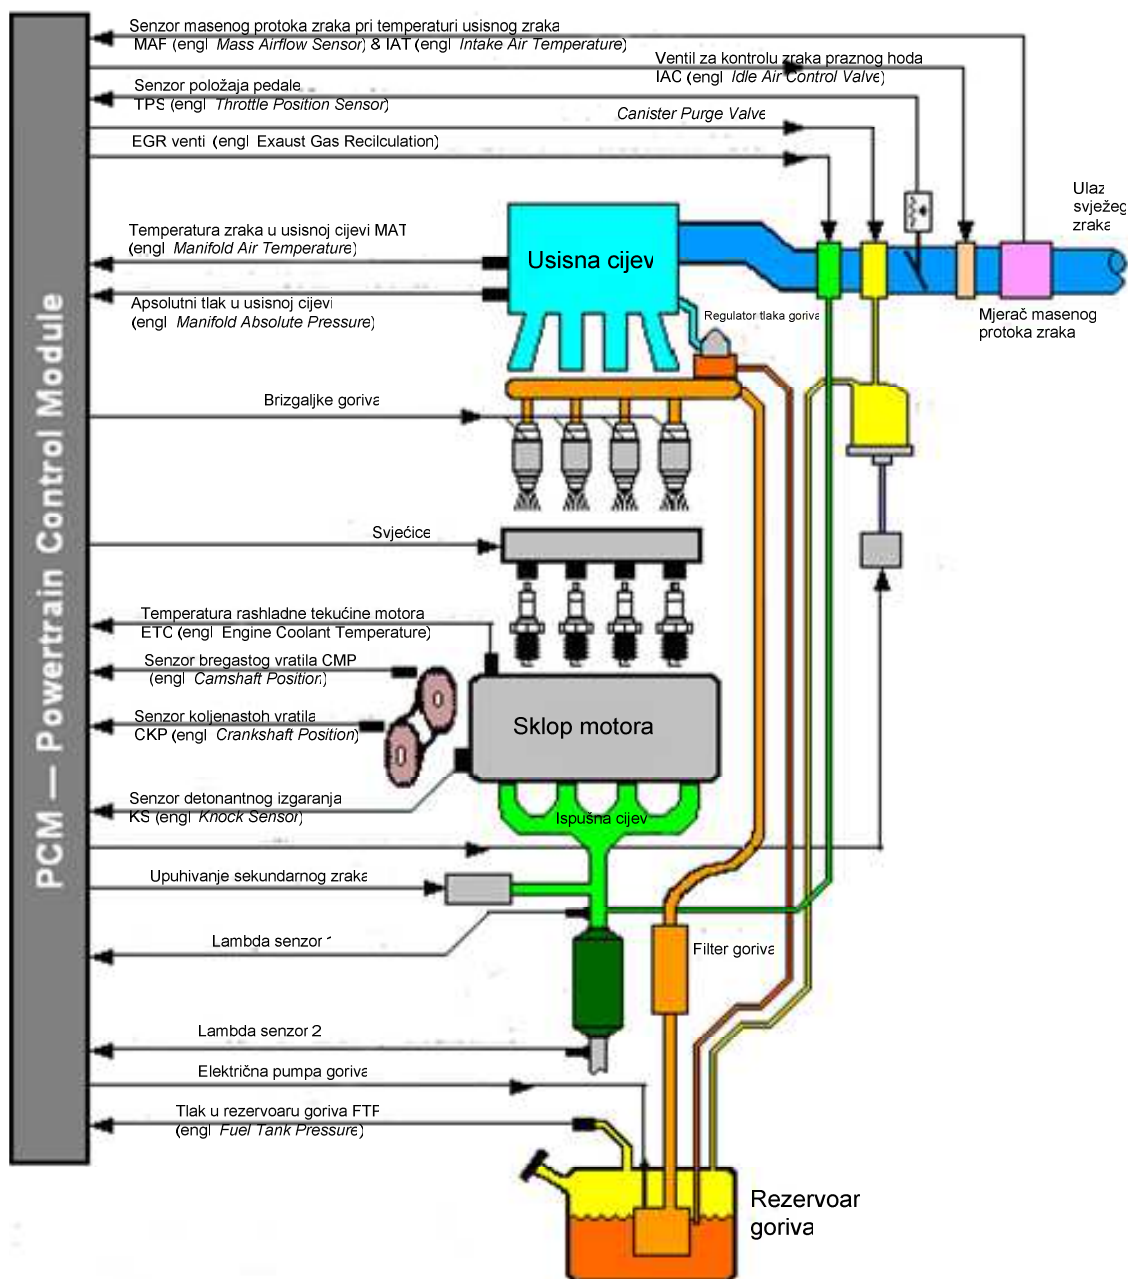 Senzor masenog protoka zraka pri temperaturi usisnog zraka
MAF (engl Mass Airflow Sensor) & IAT (engl Intake Air Temperature)
Ventil za kontrolu zraka praznog hoda
IAC (engl Idle Air Control Valve)
Senzor položaja pedale
TPS (engl Throttle Position Sensor)
Canister Purge Valve
EGR venti (engl Exaust Gas Recilculation)
Ulaz
svježeg
zraka
Temperatura zraka u usisnoj cijevi MAT
(engl Manifold Air Temperature)
Usisna cijev
Apsolutni tlak u usisnoj cijevi
(engl Manifold Absolute Pressure)
Regulator tlaka goriva
Mjerač masenog
protoka zraka
PCM — Powertrain Control Module
Brizgaljke goriva
Svjećice
Temperatura rashladne tekućine motora
ETC (engl Engine Coolant Temperature)
Senzor bregastog vratila CMP
(engl Camshaft Position)
Senzor koljenastoh vratila
CKP (engl Crankshaft Position)
Sklop motora
Senzor detonantnog izgaranja
KS (engl Knock Sensor)
Ispušna cijev
Upuhivanje sekundarnog zraka
Lambda senzor 1
Filter goriva
Lambda senzor 2
Električna pumpa goriva
Tlak u rezervoaru goriva FTP
(engl Fuel Tank Pressure)
Rezervoar
goriva